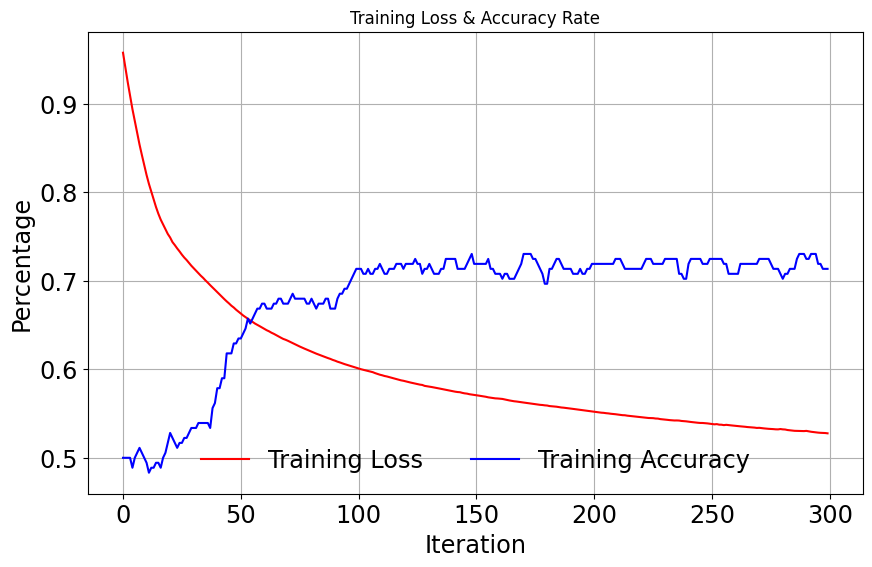 Training Loss & Accuracy Rate
Percentage
0.9
0.8
0.7
0.6
0.5
Training Loss
Training Accuracy
0
50
100
150
200
250
300
Iteration